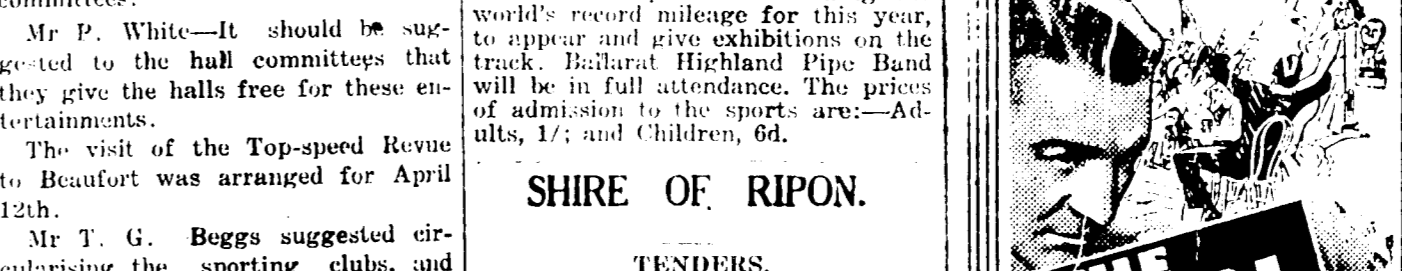 committees.
Mr P. White—It should be sug-
gested to the hall committees that
they give the halls free for these en-
tertainments.
The visit of the Top-speed Revue
to Beaufort was arranged for April
12th.
Mr T. G. Beggs suggested cir-
cularising the sporting clubs, and
world's record mileage for this year,
to appear and give exhibitions on the
track. Ballarat Highland Pipe Band
will be in full attendance. The prices
of admission to the sports are:—Ad-
ults, 1/; and Children, 6d.
SHIRE OF RIPON.
TENDERS.